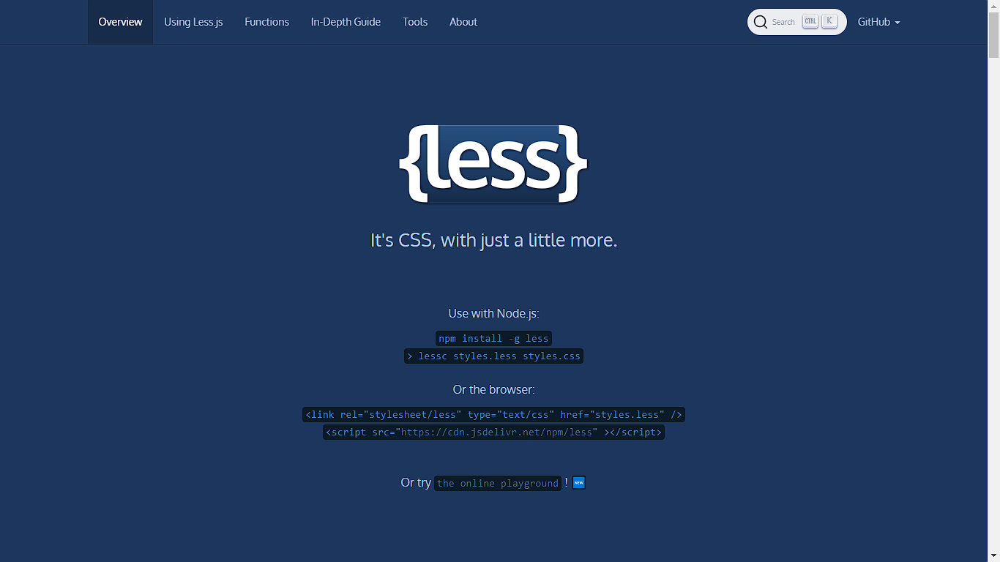 Overview Using Less.js Functions In-Depth Guide Tools About Search CTRL K GitHub
{less}
It's CSS, with just a little more.
Use with Node.js:
npm install -g less
> lessc styles.less styles.css
Or the browser:
<link rel="stylesheet/less" type="text/css" href="styles.less" />
<script src="https://cdn.jsdelivr.net/npm/less" ></script>
Or try the online playground ! NEW